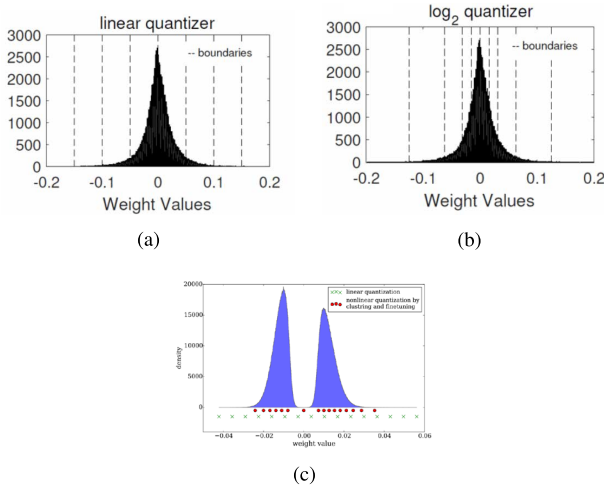 linear quantizer
3000
2500
2000
1500
1000
500
0
-- boundaries
-0.2 -0.1 0 0.1 0.2
Weight Values
(a)
log2 quantizer
3000
2500
2000
1500
1000
500
0
-- boundaries
-0.2 -0.1 0 0.1 0.2
Weight Values
(b)
20000
15000
10000
5000
0
density
linear quantization
nonlinear quantization by
clustring and finetuning
−0.04 −0.02 0.00 0.02 0.04 0.06
weight value
(c)